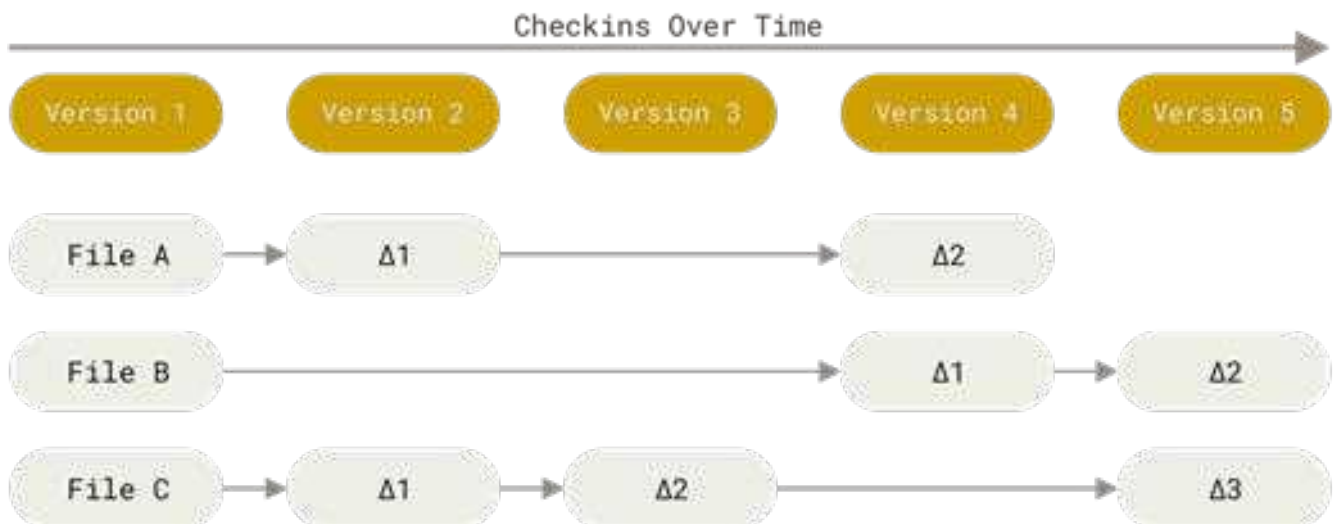 Checkins Over Time
Version 1 Version 2 Version 3 Version 4 Version 5
File A Δ1 Δ2
File B Δ1 Δ2
File C Δ1 Δ2 Δ3